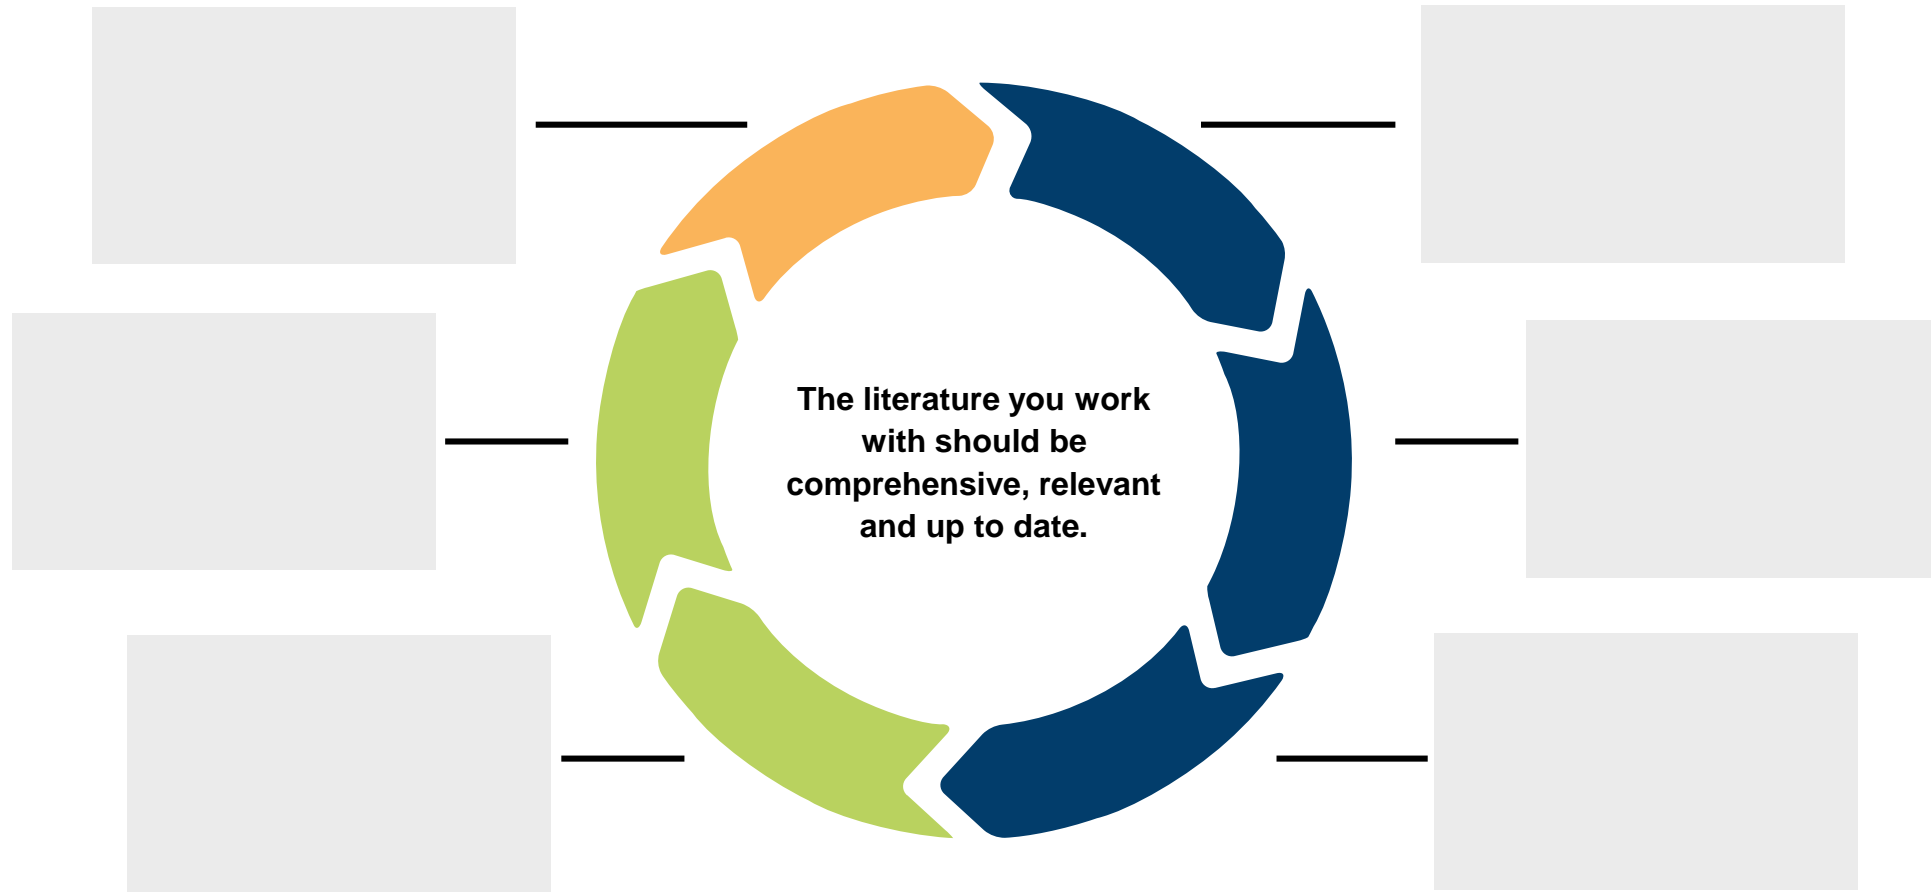 The literature you work
with should be
comprehensive, relevant
and up to date.